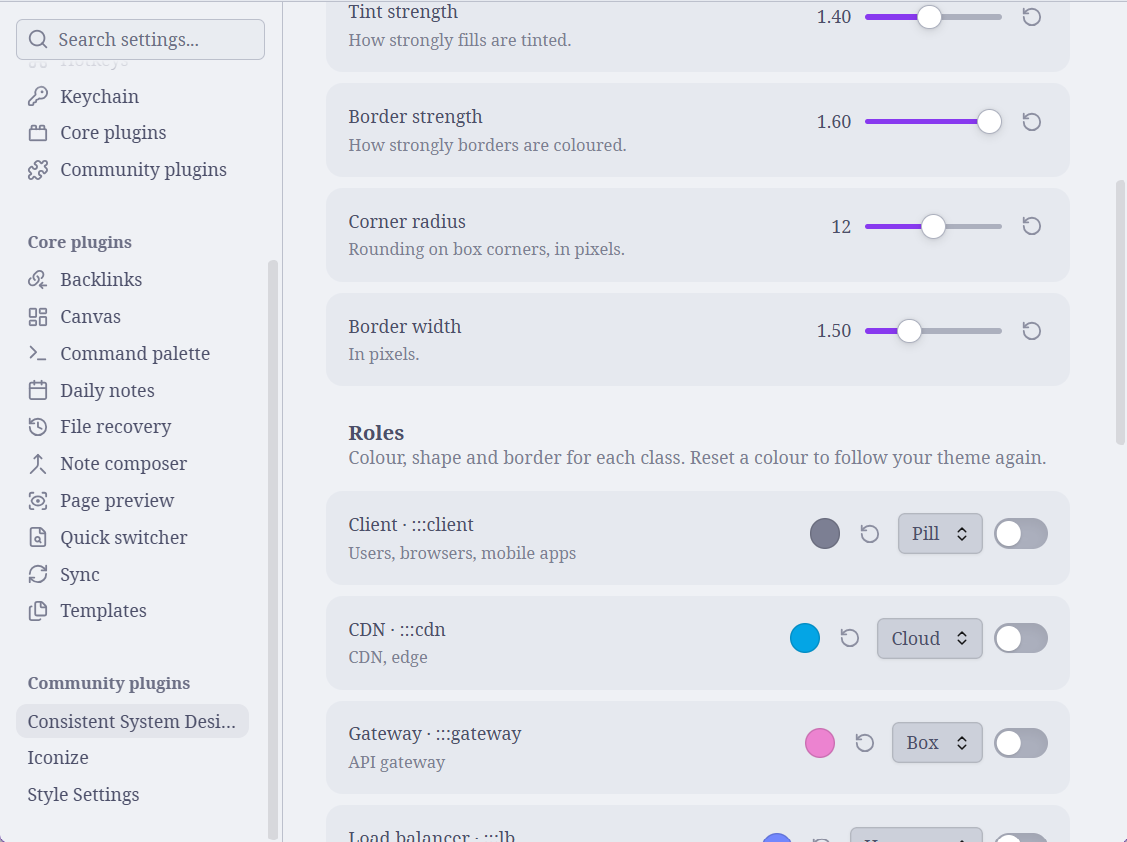 Search settings...
Hotkeys
Keychain
Core plugins
Community plugins
Core plugins
Backlinks
Canvas
Command palette
Daily notes
File recovery
Note composer
Page preview
Quick switcher
Sync
Templates
Community plugins
Consistent System Desi...
Iconize
Style Settings
Tint strength
How strongly fills are tinted.
1.40
Border strength
How strongly borders are coloured.
1.60
Corner radius
Rounding on box corners, in pixels.
12
Border width
In pixels.
1.50
Roles
Colour, shape and border for each class. Reset a colour to follow your theme again.
Client · :::client
Users, browsers, mobile apps
Pill
CDN · :::cdn
CDN, edge
Cloud
Gateway · :::gateway
API gateway
Box
Load balancer · :::lb